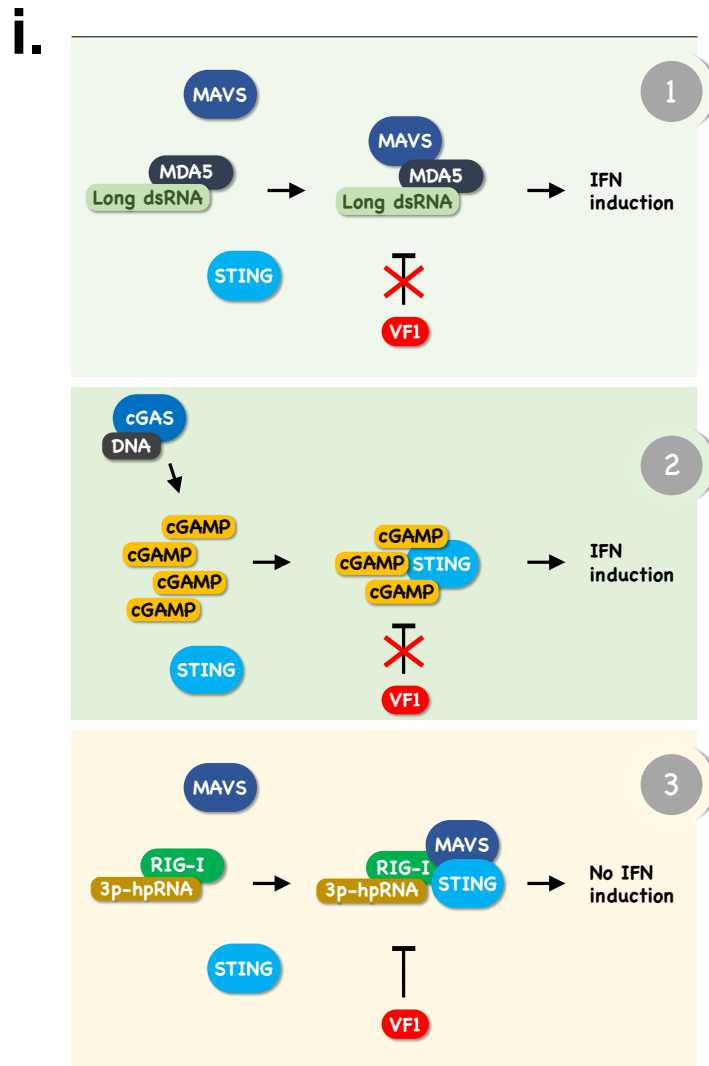 i.
1
MAVS
MAVS
MDA5
MDA5
Long dsRNA
Long dsRNA
IFN
induction
STING
VF1
2
cGAS
DNA
cGAMP
cGAMP
cGAMP
cGAMP
cGAMP
cGAMP
STING
cGAMP
IFN
induction
STING
VF1
3
MAVS
MAVS
RIG-I
RIG-I
3p-hpRNA
3p-hpRNA
STING
No IFN
induction
STING
VF1